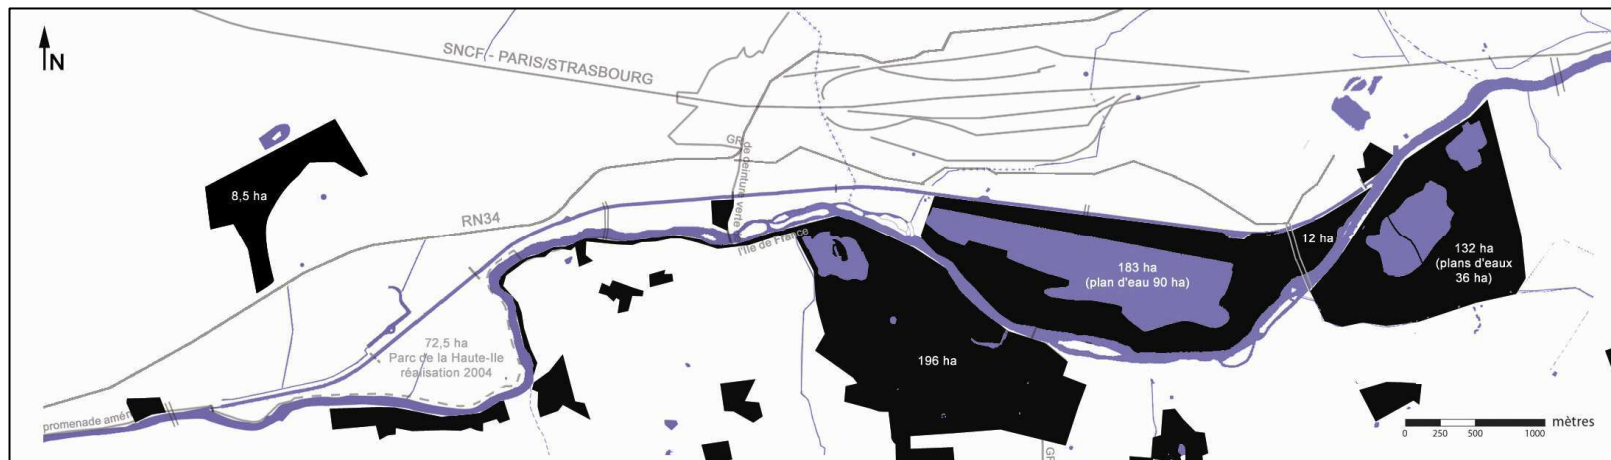 N
SNCF - PARIS/STRASBOURG
GR
de ceinture verte
l'Ile de France
8,5 ha
RN34
12 ha
132 ha
(plans d'eaux
36 ha)
183 ha
(plan d'eau 90 ha)
72,5 ha
Parc de la Haute-Ile
réalisation 2004
196 ha
promenade amén
GR
mètres
0 250 500 1000